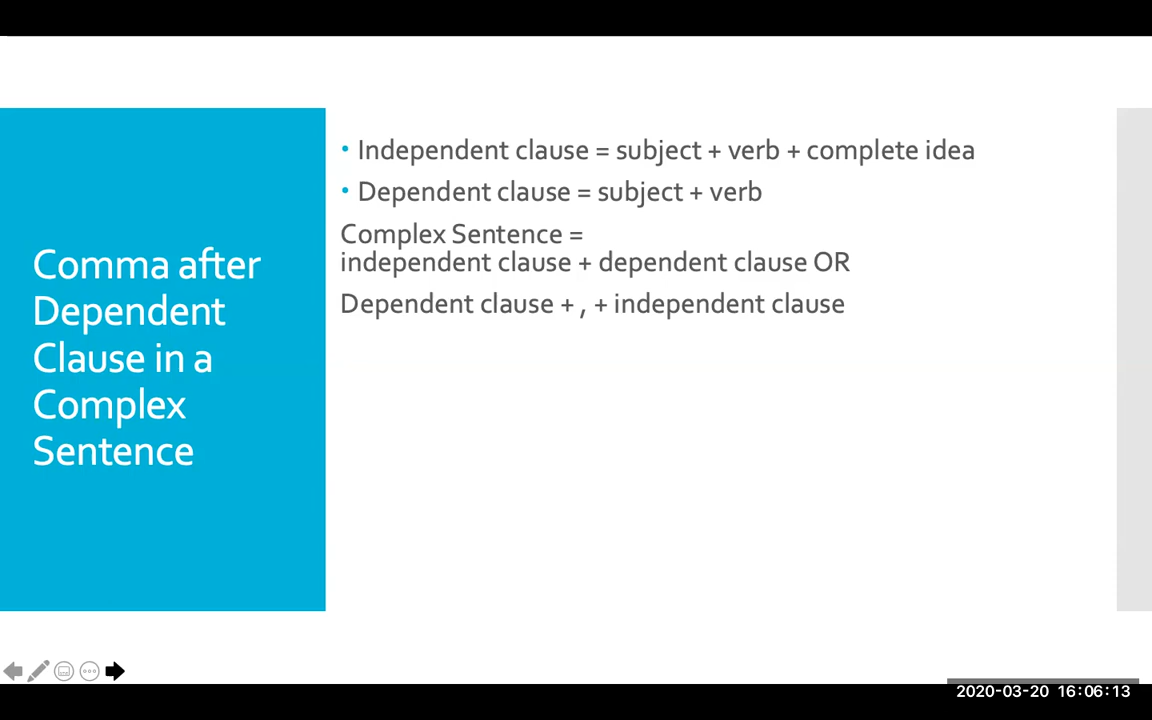 Comma after
Dependent
Clause in a
Complex
Sentence
• Independent clause = subject + verb + complete idea
• Dependent clause = subject + verb
Complex Sentence =
independent clause + dependent clause OR
Dependent clause + , + independent clause
2020-03-20 16:06:13